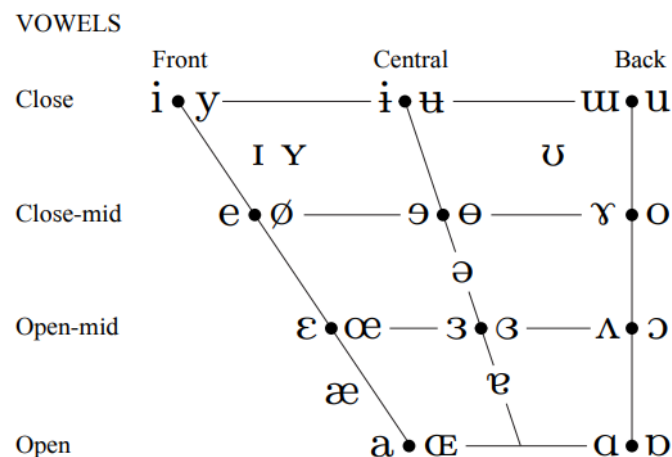 VOWELS
Front Central Back
Close i y ɨ ʉ ɯ u
ɪ ʏ ʊ
Close-mid e ø ɘ ɵ ɤ o
ə
Open-mid ɛ œ ɜ ɞ ʌ ɔ
æ ɐ
Open a ɶ ɑ ɒ